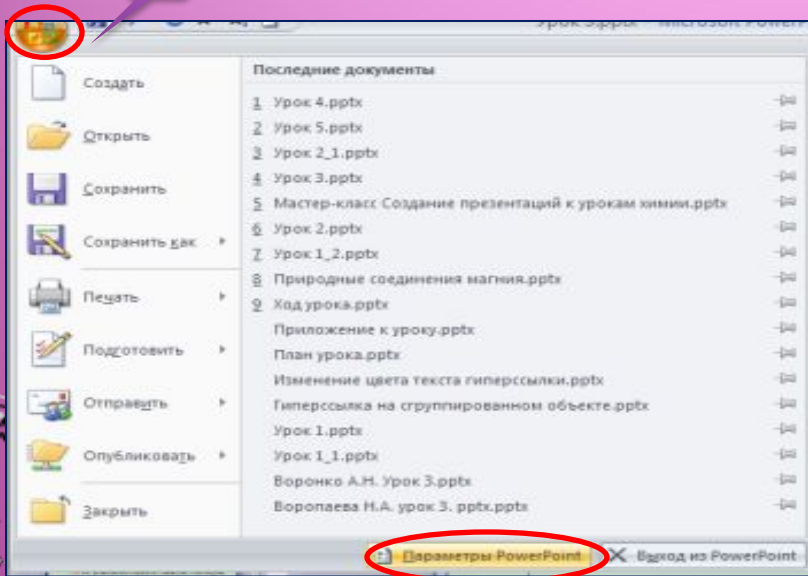 Урок 3.pptx - Microsoft PowerP
Создать
Открыть
Сохранить
Сохранить как
Печать
Подготовить
Отправить
Опубликовать
Закрыть
Последние документы
1 Урок 4.pptx
2 Урок 5.pptx
3 Урок 2_1.pptx
4 Урок 3.pptx
5 Мастер-класс Создание презентаций к урокам химии.pptx
6 Урок 2.pptx
7 Урок 1_2.pptx
8 Природные соединения магния.pptx
9 Ход урока.pptx
Приложение к уроку.pptx
План урока.pptx
Изменение цвета текста гиперссылки.pptx
Гиперссылка на сгруппированном объекте.pptx
Урок 1.pptx
Урок 1_1.pptx
Воронко А.Н. Урок 3.pptx
Воропаева Н.А. урок 3. pptx.pptx
Параметры PowerPoint
Выход из PowerPoint